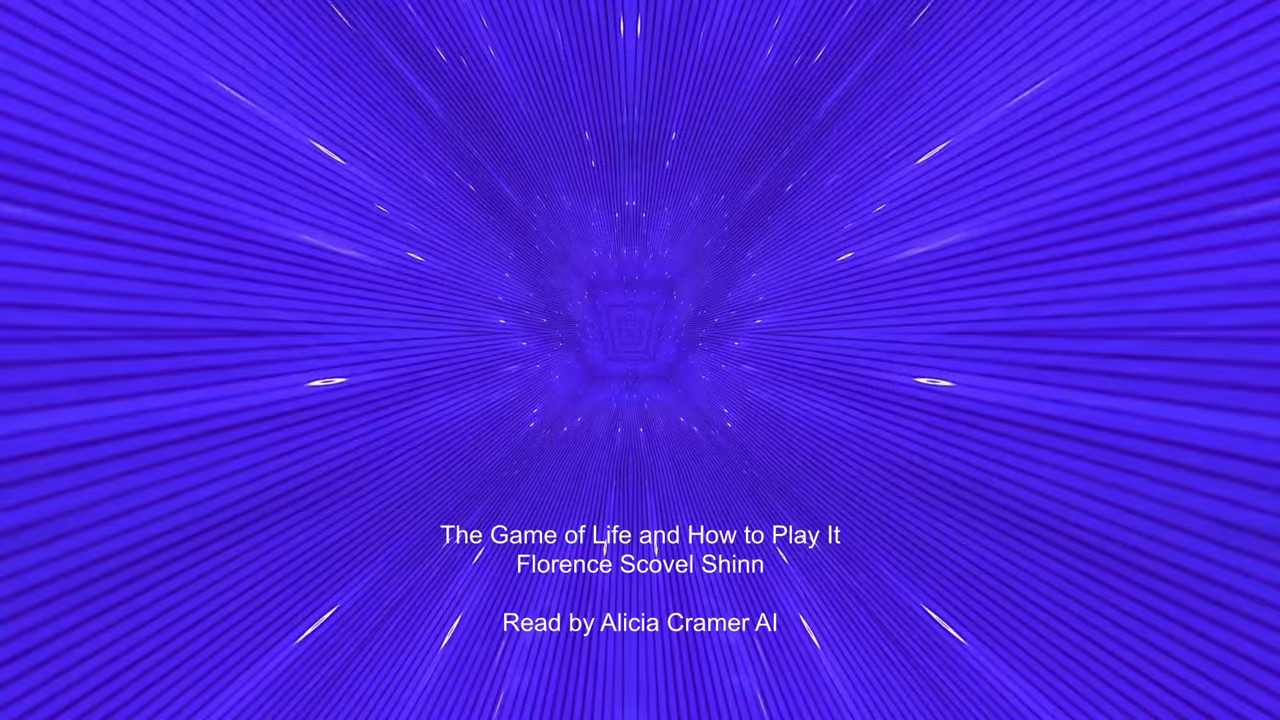 The Game of Life and How to Play It
Florence Scovel Shinn
Read by Alicia Cramer AI